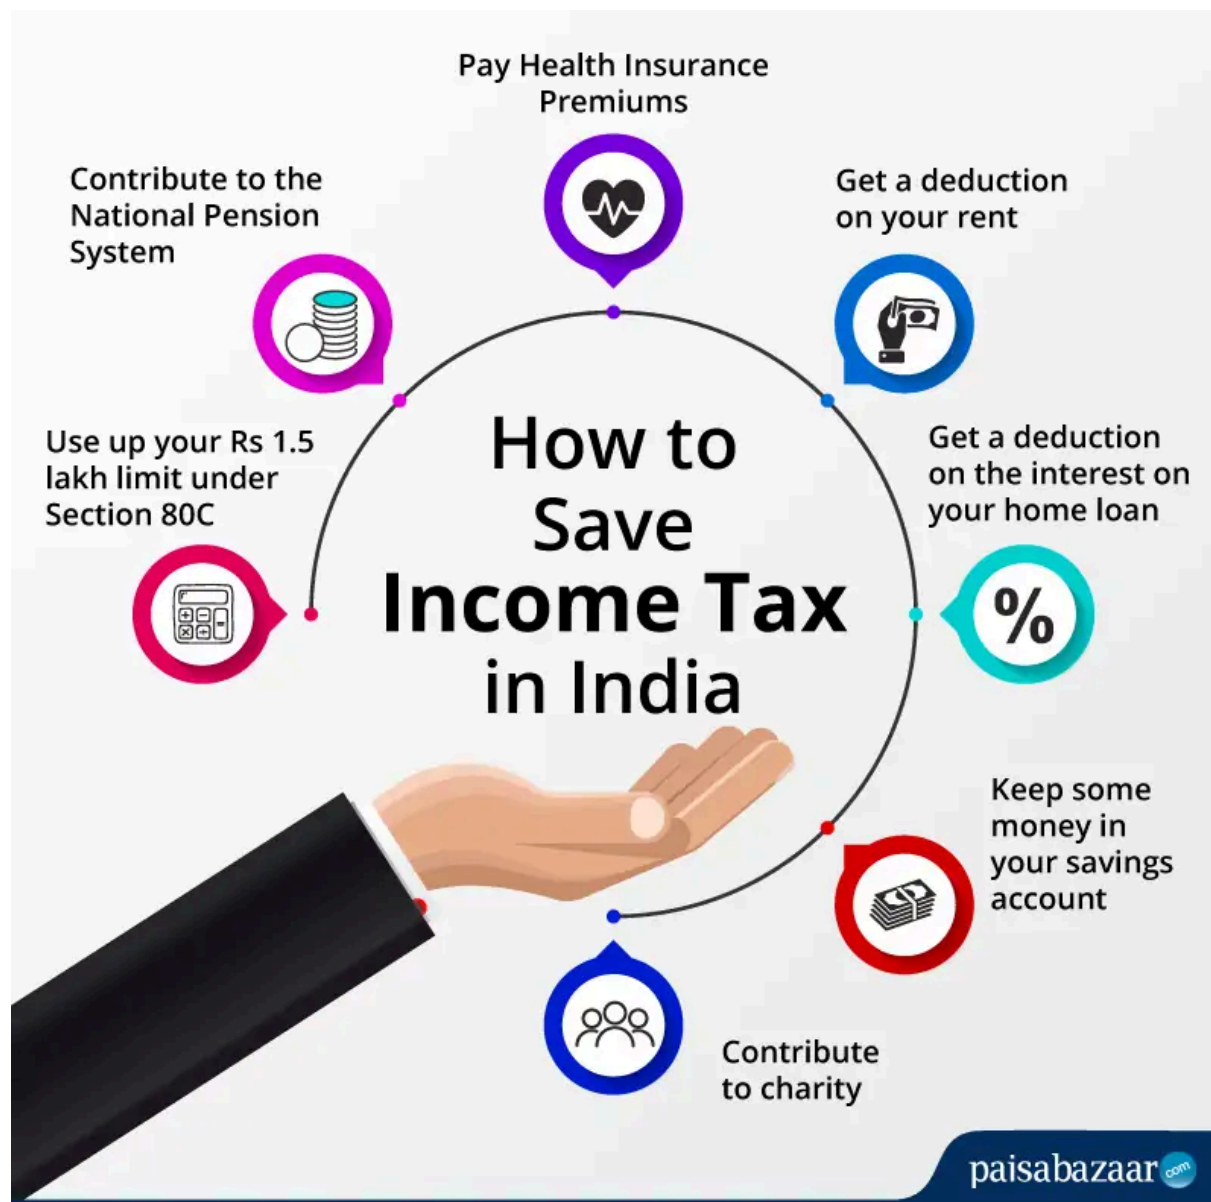 Pay Health Insurance
Premiums
Contribute to the
National Pension
System
Get a deduction
on your rent
Use up your Rs 1.5
lakh limit under
Section 80C
How to
Save
Income Tax
in India
Get a deduction
on the interest on
your home loan
%
Keep some
money in
your savings
account
Contribute
to charity
paisabazaar com